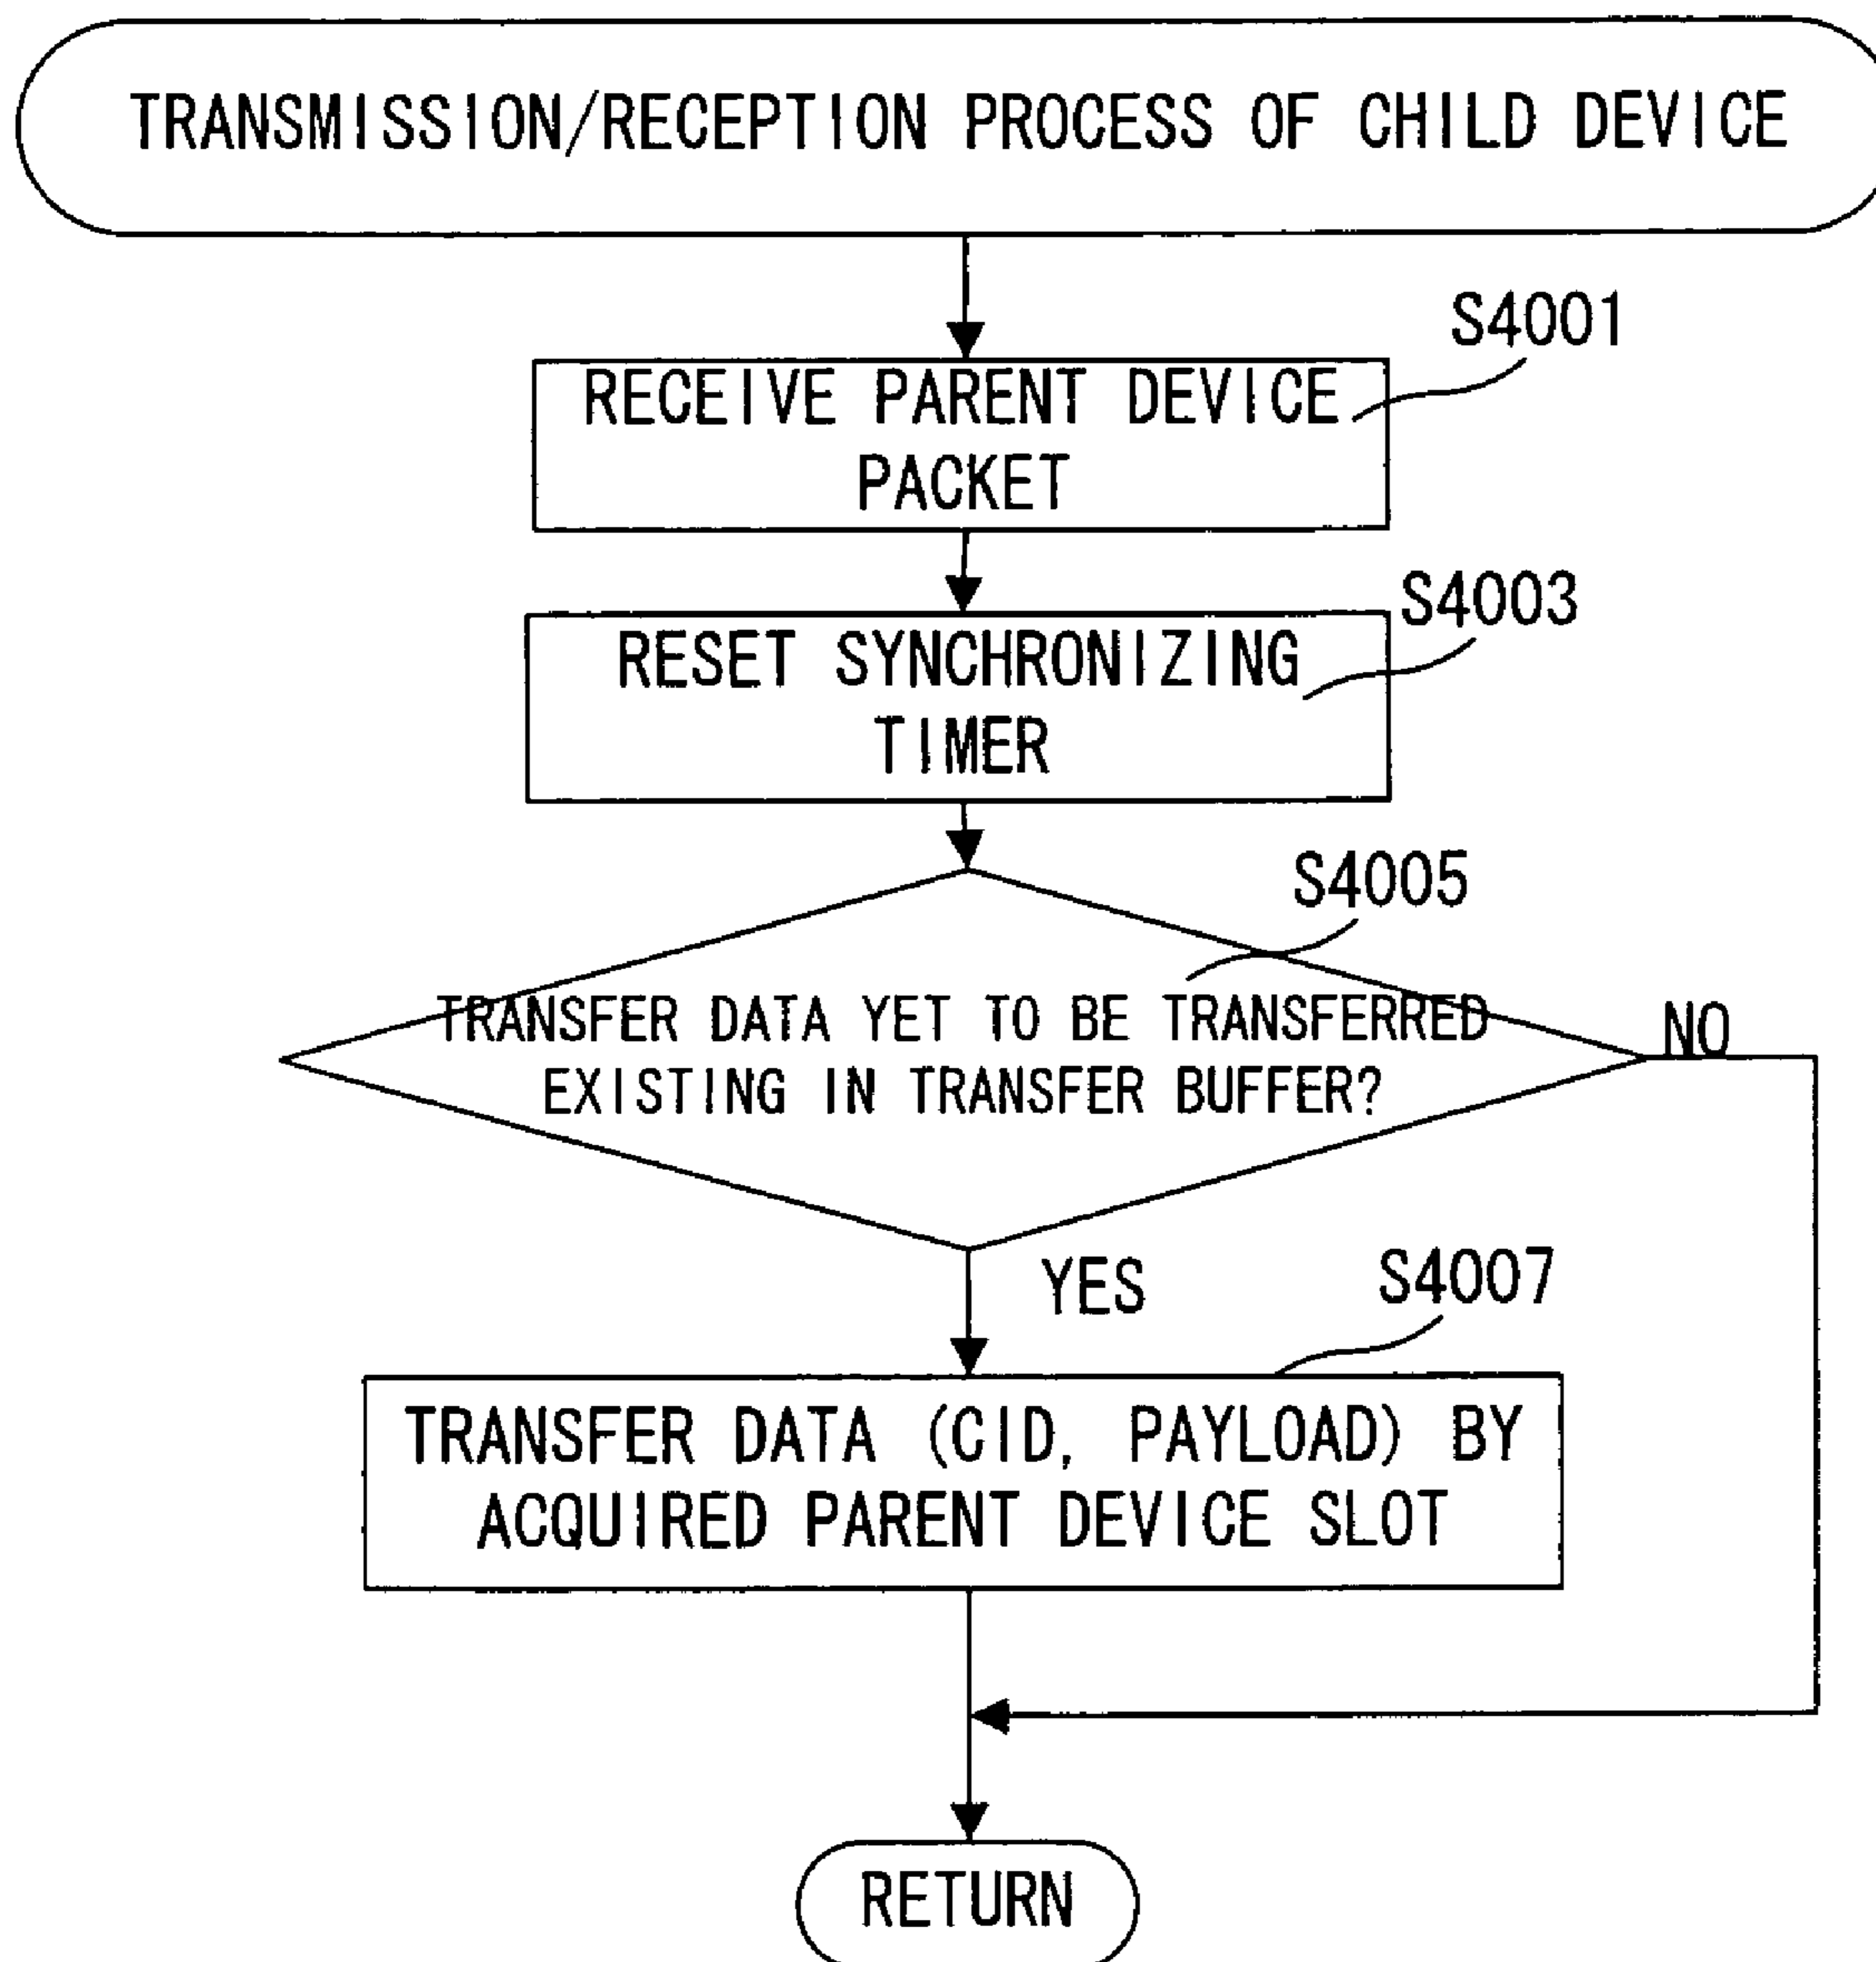 TRANSMISSION/RECEPTION PROCESS OF CHILD DEVICE
S4001
RECEIVE PARENT DEVICE
PACKET
S4003
RESET SYNCHRONIZING
TIMER
S4005
TRANSFER DATA YET TO BE TRANSFERRED
EXISTING IN TRANSFER BUFFER?
NO
YES
S4007
TRANSFER DATA (CID, PAYLOAD) BY
ACQUIRED PARENT DEVICE SLOT
RETURN